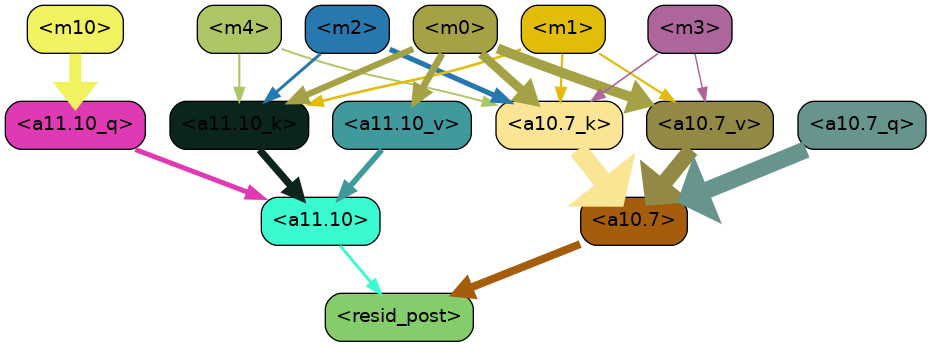 <m10> <m4> <m2> <m0> <m1> <m3>
<a11.10_q> <a11.10_k> <a11.10_v> <a10.7_k> <a10.7_v> <a10.7_q>
<a11.10> <a10.7>
<resid_post>